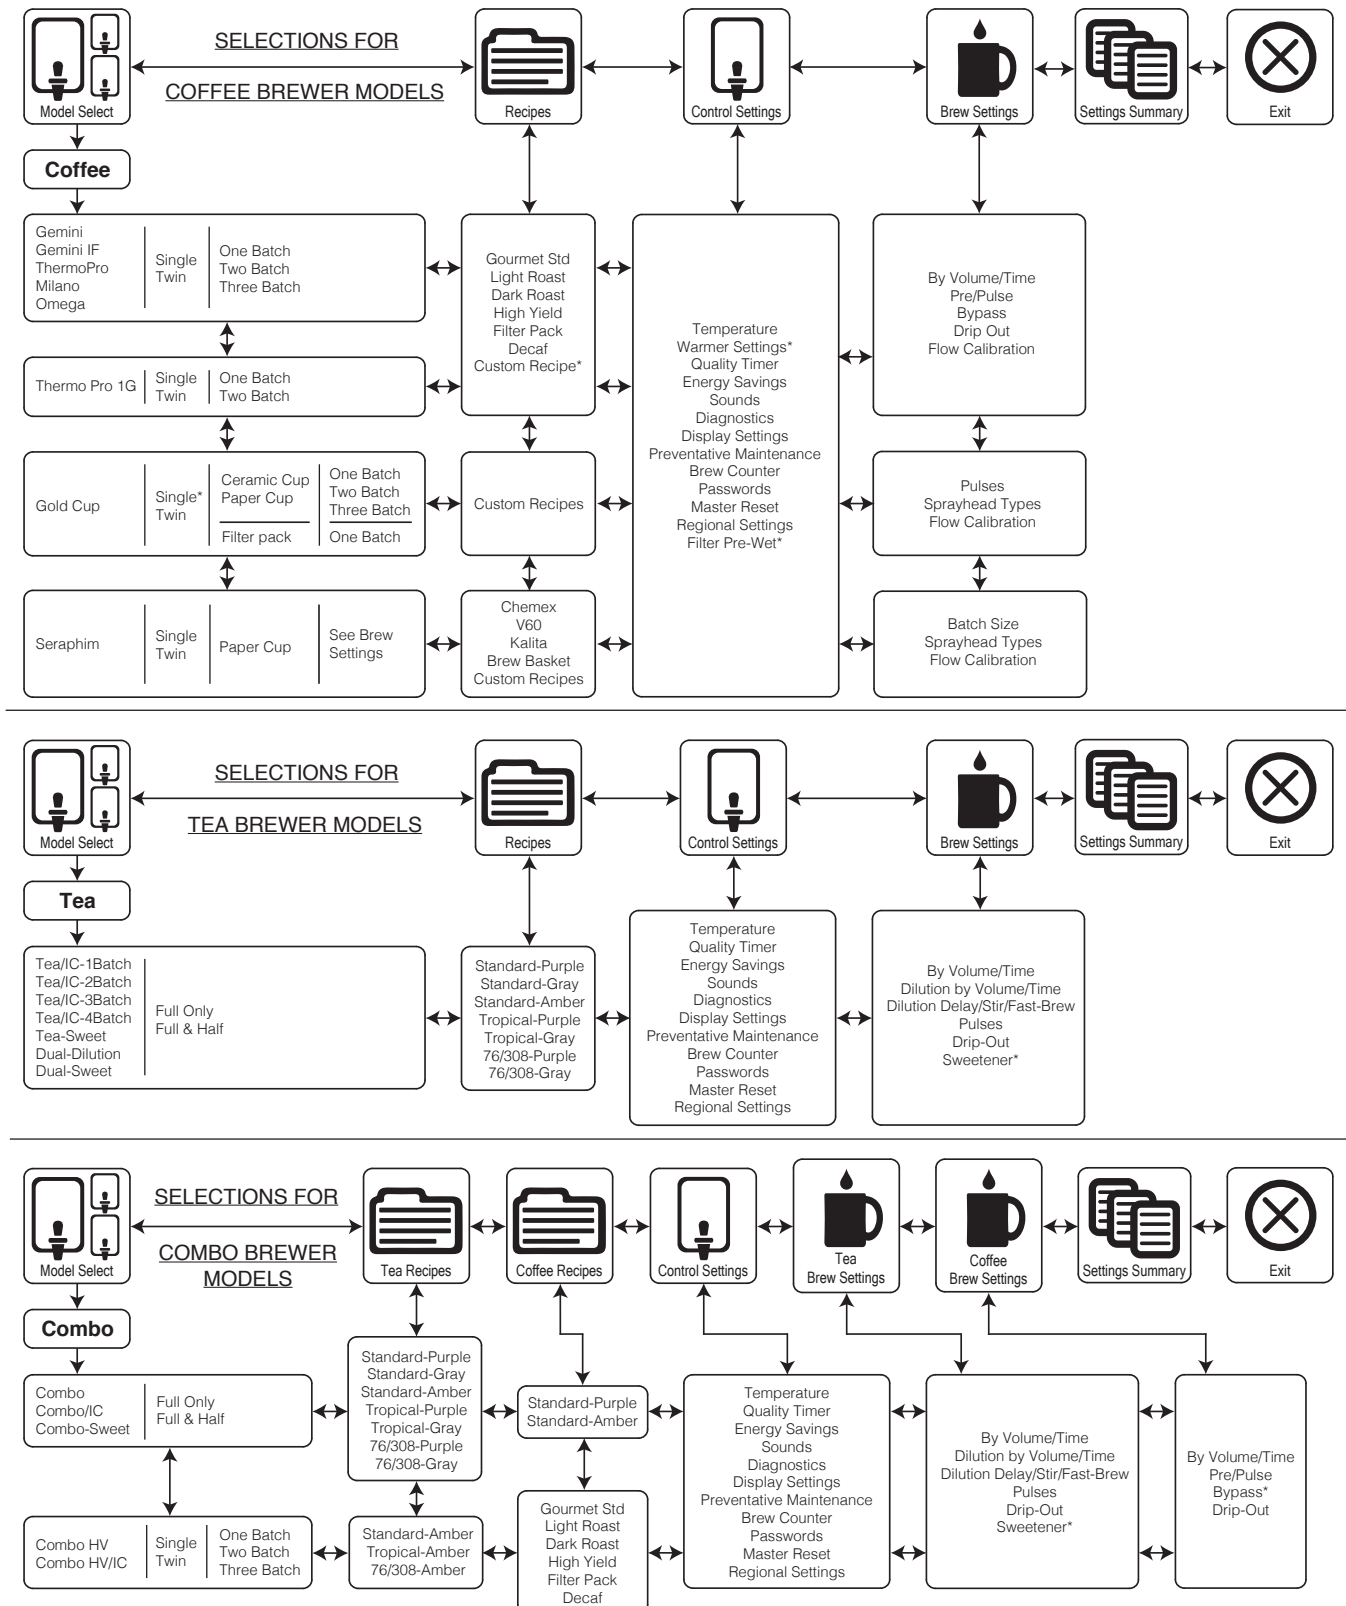 SELECTIONS FOR
COFFEE BREWER MODELS
Model Select
Recipes
Control Settings
Brew Settings
Settings Summary
Exit
Coffee
Gemini
Gemini IF
ThermoPro
Milano
Omega
Single
Twin
One Batch
Two Batch
Three Batch
Thermo Pro 1G
Single
Twin
One Batch
Two Batch
Gold Cup
Single*
Twin
Ceramic Cup
Paper Cup
Filter pack
One Batch
Two Batch
Three Batch
One Batch
Seraphim
Single
Twin
Paper Cup
See Brew
Settings
Gourmet Std
Light Roast
Dark Roast
High Yield
Filter Pack
Decaf
Custom Recipe*
Custom Recipes
Chemex
V60
Kalita
Brew Basket
Custom Recipes
Temperature
Warmer Settings*
Quality Timer
Energy Savings
Sounds
Diagnostics
Display Settings
Preventative Maintenance
Brew Counter
Passwords
Master Reset
Regional Settings
Filter Pre-Wet*
By Volume/Time
Pre/Pulse
Bypass
Drip Out
Flow Calibration
Pulses
Sprayhead Types
Flow Calibration
Batch Size
Sprayhead Types
Flow Calibration
SELECTIONS FOR
TEA BREWER MODELS
Model Select
Recipes
Control Settings
Brew Settings
Settings Summary
Exit
Tea
Tea/IC-1Batch
Tea/IC-2Batch
Tea/IC-3Batch
Tea/IC-4Batch
Tea-Sweet
Dual-Dilution
Dual-Sweet
Full Only
Full & Half
Standard-Purple
Standard-Gray
Standard-Amber
Tropical-Purple
Tropical-Gray
76/308-Purple
76/308-Gray
Temperature
Quality Timer
Energy Savings
Sounds
Diagnostics
Display Settings
Preventative Maintenance
Brew Counter
Passwords
Master Reset
Regional Settings
By Volume/Time
Dilution by Volume/Time
Dilution Delay/Stir/Fast-Brew
Pulses
Drip-Out
Sweetener*
SELECTIONS FOR
COMBO BREWER
MODELS
Model Select
Tea Recipes
Coffee Recipes
Control Settings
Tea
Brew Settings
Coffee
Brew Settings
Settings Summary
Exit
Combo
Combo
Combo/IC
Combo-Sweet
Full Only
Full & Half
Combo HV
Combo HV/IC
Single
Twin
One Batch
Two Batch
Three Batch
Standard-Purple
Standard-Gray
Standard-Amber
Tropical-Purple
Tropical-Gray
76/308-Purple
76/308-Gray
Standard-Amber
Tropical-Amber
76/308-Amber
Standard-Purple
Standard-Amber
Gourmet Std
Light Roast
Dark Roast
High Yield
Filter Pack
Decaf
Temperature
Quality Timer
Energy Savings
Sounds
Diagnostics
Display Settings
Preventative Maintenance
Brew Counter
Passwords
Master Reset
Regional Settings
By Volume/Time
Dilution by Volume/Time
Dilution Delay/Stir/Fast-Brew
Pulses
Drip-Out
Sweetener*
By Volume/Time
Pre/Pulse
Bypass*
Drip-Out